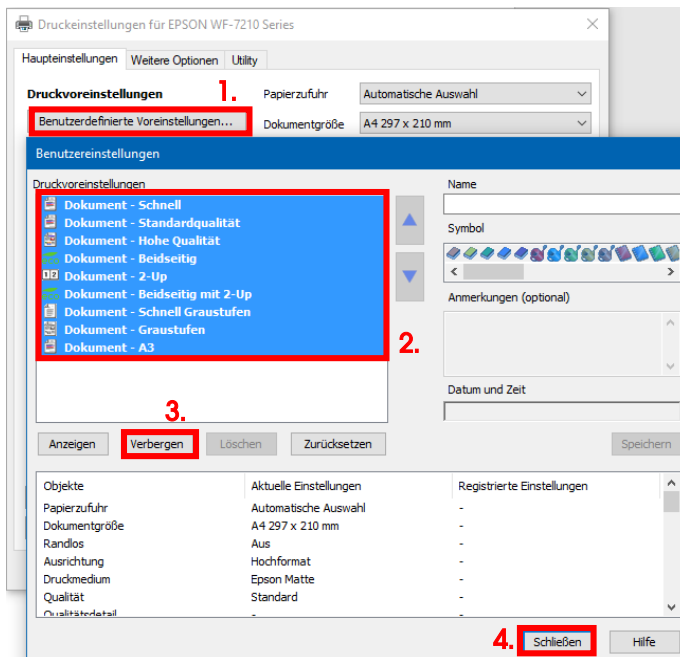 Druckeinstellungen für EPSON WF-7210 Series
Haupteinstellungen Weitere Optionen Utility
Druckvoreinstellungen 1. Papierzufuhr Automatische Auswahl
Benutzerdefinierte Voreinstellungen... Dokumentgröße A4 297 x 210 mm
Benutzereinstellungen
Druckvoreinstellungen
Dokument - Schnell
Dokument - Standardqualität
Dokument - Hohe Qualität
Dokument - Beidseitig
12 Dokument - 2-Up
Dokument - Beidseitig mit 2-Up
Dokument - Schnell Graustufen
Dokument - Graustufen
Dokument - A3
2.
Name
Symbol
Anmerkungen (optional)
Datum und Zeit
3.
Anzeigen Verbergen Löschen Zurücksetzen Speichern
Objekte Aktuelle Einstellungen Registrierte Einstellungen
Papierzufuhr Automatische Auswahl -
Dokumentgröße A4 297 x 210 mm -
Randlos Aus -
Ausrichtung Hochformat -
Druckmedium Epson Matte -
Qualität Standard -
Qualitätsdetail - -
4. Schließen Hilfe